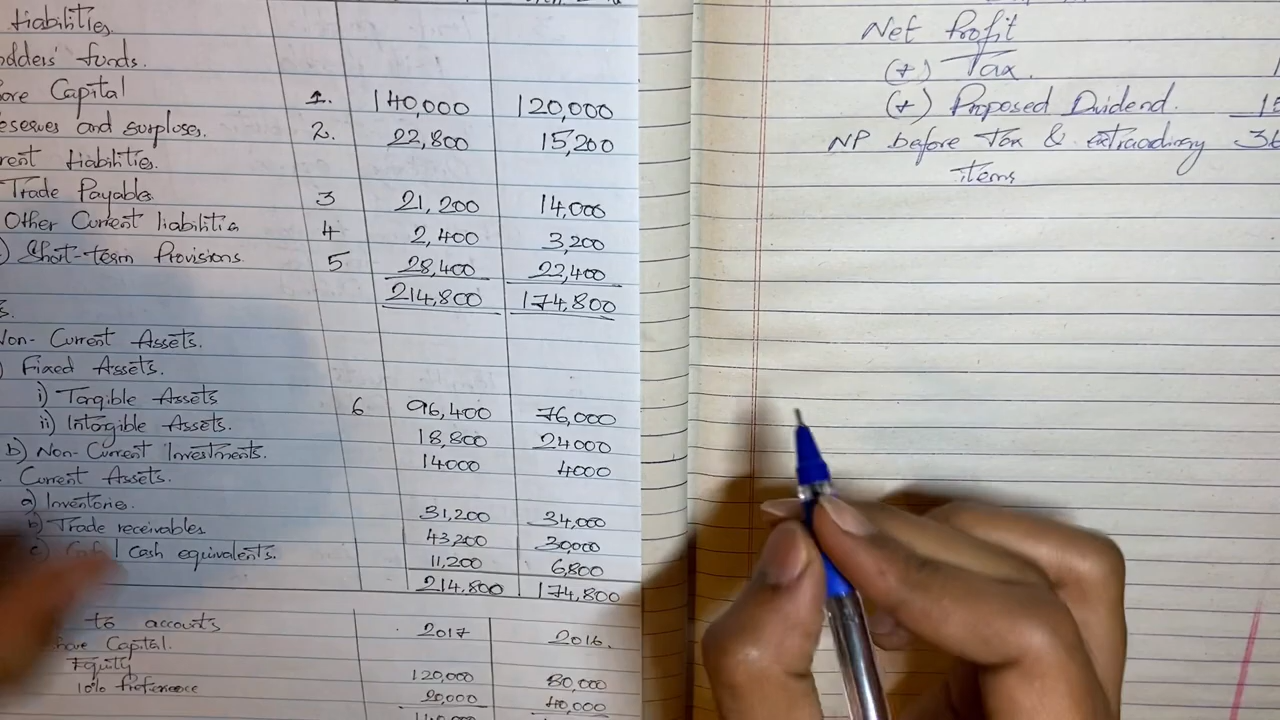 Liabilities.
funds.
Capital 1. 140,000 120,000
and surpluses. 2. 22,800 15,200
Liabilities.
Trade Payables 3 21,200 14,000
Other Current liabilities 4 2,400 3,200
Short-term Provisions 5 28,400 22,400
214,800 174,800
Non-Current Assets.
Fixed Assets.
i) Tangible Assets 6 96,400 76,000
ii) Intangible Assets. 18,800 24000
b) Non-Current Investments. 14000 4000
Current Assets.
a) Inventories. 31,200 34,000
b) Trade receivables 43,200 30,000
c) Cash equivalents. 11,200 6,800
214,800 174,800
to accounts 2017 2016.
Capital.
Equity 120,000 80,000
10% Preference 20,000 40,000
Net Profit
(+) Tax.
(+) Proposed Dividend.
NP before Tax & extraordinary
items